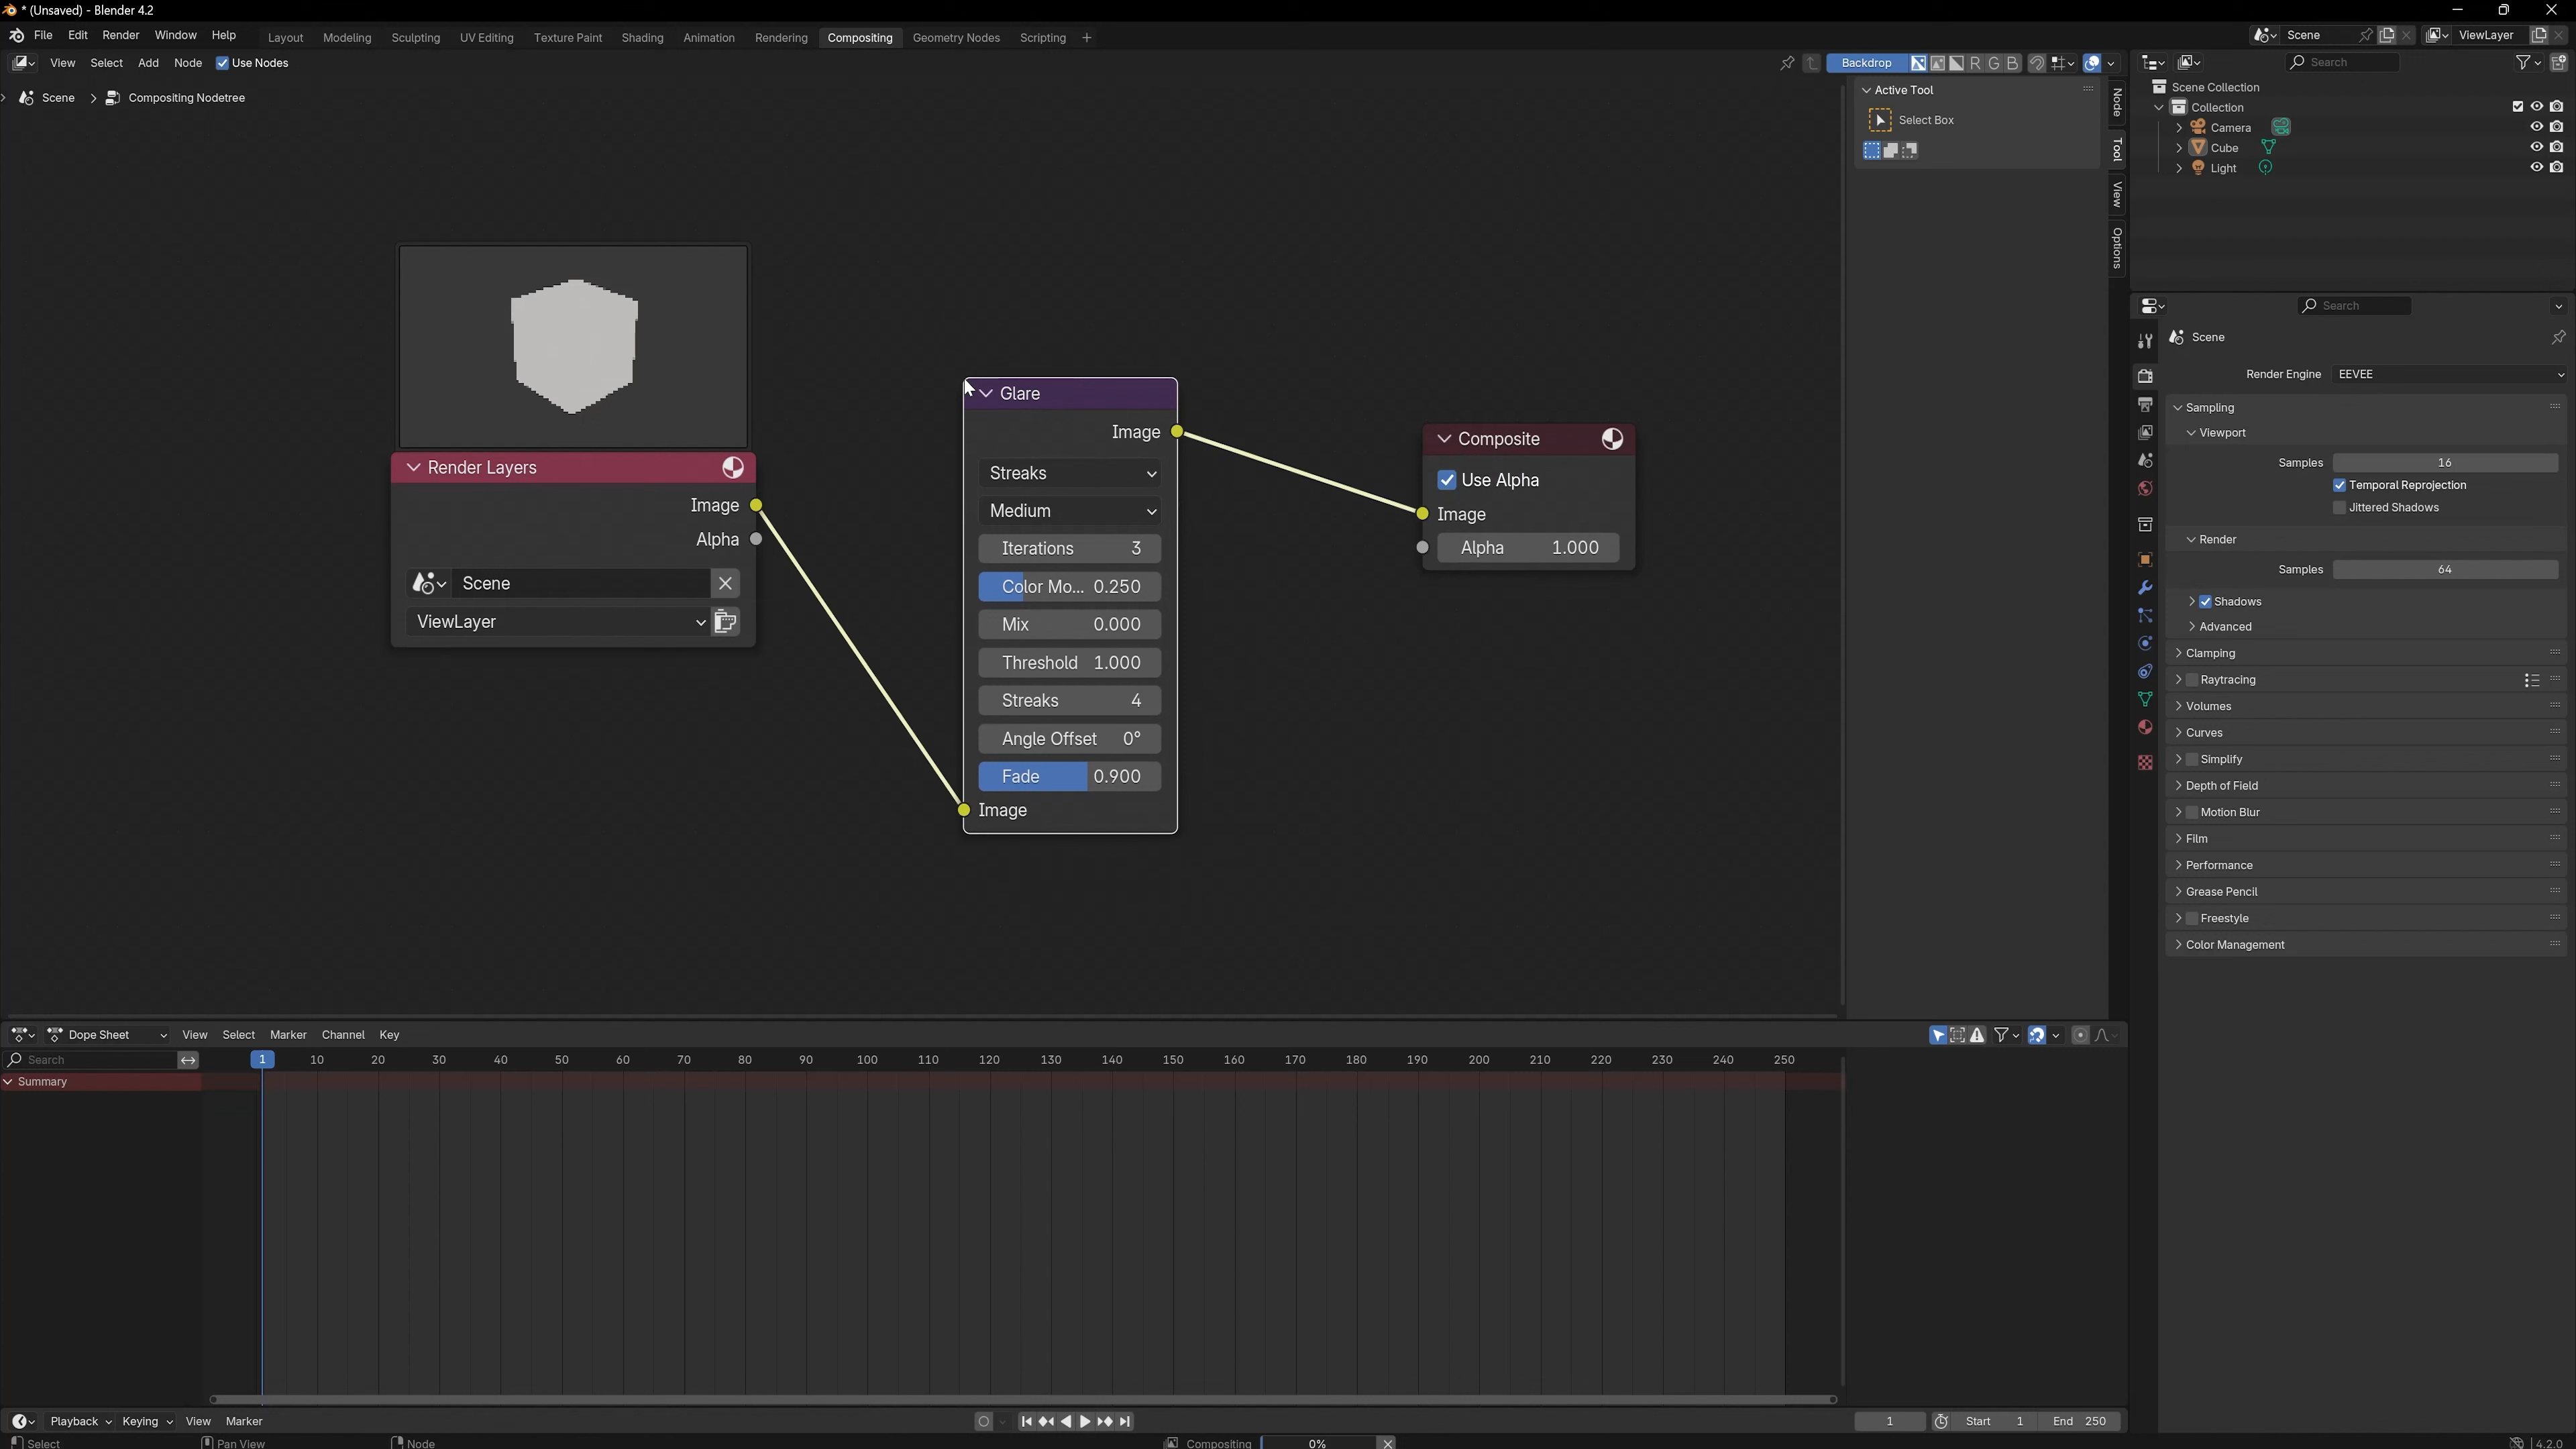 * (Unsaved) - Blender 4.2
File Edit Render Window Help Layout Modeling Sculpting UV Editing Texture Paint Shading Animation Rendering Compositing Geometry Nodes Scripting + Scene ViewLayer
View Select Add Node Use Nodes Backdrop R G B
Scene > Compositing Nodetree
Active Tool
Select Box
Node
Tool
View
Options
Render Layers
Image
Alpha
Scene
ViewLayer
Glare
Image
Streaks
Medium
Iterations 3
Color Mo... 0.250
Mix 0.000
Threshold 1.000
Streaks 4
Angle Offset 0°
Fade 0.900
Image
Composite
Use Alpha
Image
Alpha 1.000
Search
Scene Collection
Collection
Camera
Cube
Light
Search
Scene
Render Engine EEVEE
Sampling
Viewport
Samples 16
Temporal Reprojection
Jittered Shadows
Render
Samples 64
Shadows
Advanced
Clamping
Raytracing
Volumes
Curves
Simplify
Depth of Field
Motion Blur
Film
Performance
Grease Pencil
Freestyle
Color Management
Dope Sheet View Select Marker Channel Key
Search 1 10 20 30 40 50 60 70 80 90 100 110 120 130 140 150 160 170 180 190 200 210 220 230 240 250
Summary
Playback Keying View Marker 1 Start 1 End 250
Select Pan View Node Compositing 0% 4.2.0